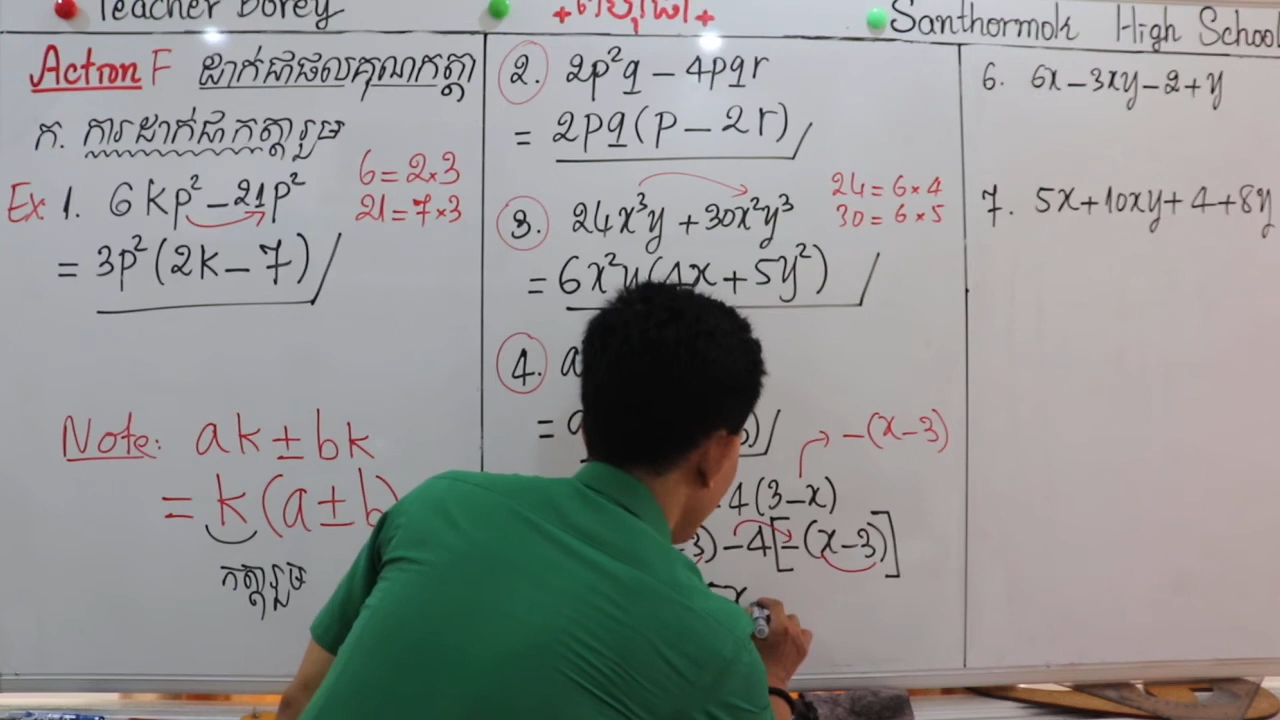 Teacher Borey
Santhormok High School
Action F ដាក់ជាផលគុណកត្តា
ក. ការដាក់ជាកត្តារួម
Ex 1. 6kp² - 21p²
6 = 2×3
21 = 7×3
= 3p²(2k - 7)
Note: ak ± bk
= k(a ± b)
កត្តារួម
2. 2p²q - 4pqr
= 2pq(p - 2r)
3. 24x³y + 30x²y³
24 = 6×4
30 = 6×5
= 6x²y(4x + 5y²)
4. a
=
-(x-3)
4(3-x)
3) - 4[-(x-3)]
6. 6x - 3xy - 2 + y
7. 5x + 10xy + 4 + 8y